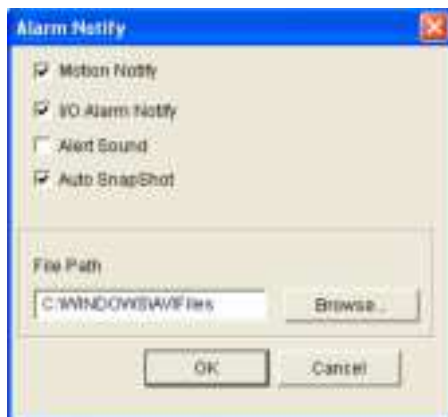 Alarm Notify
Motion Notify
I/O Alarm Notify
Alert Sound
Auto SnapShot
File Path
C:\WINDOWS\AVIFiles
Browse...
OK
Cancel